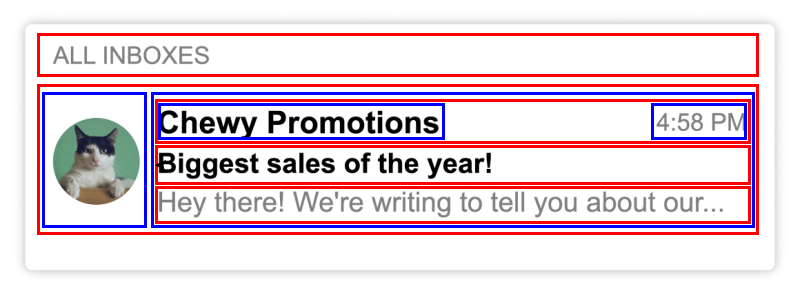 ALL INBOXES
Chewy Promotions 4:58 PM
Biggest sales of the year!
Hey there! We're writing to tell you about our...